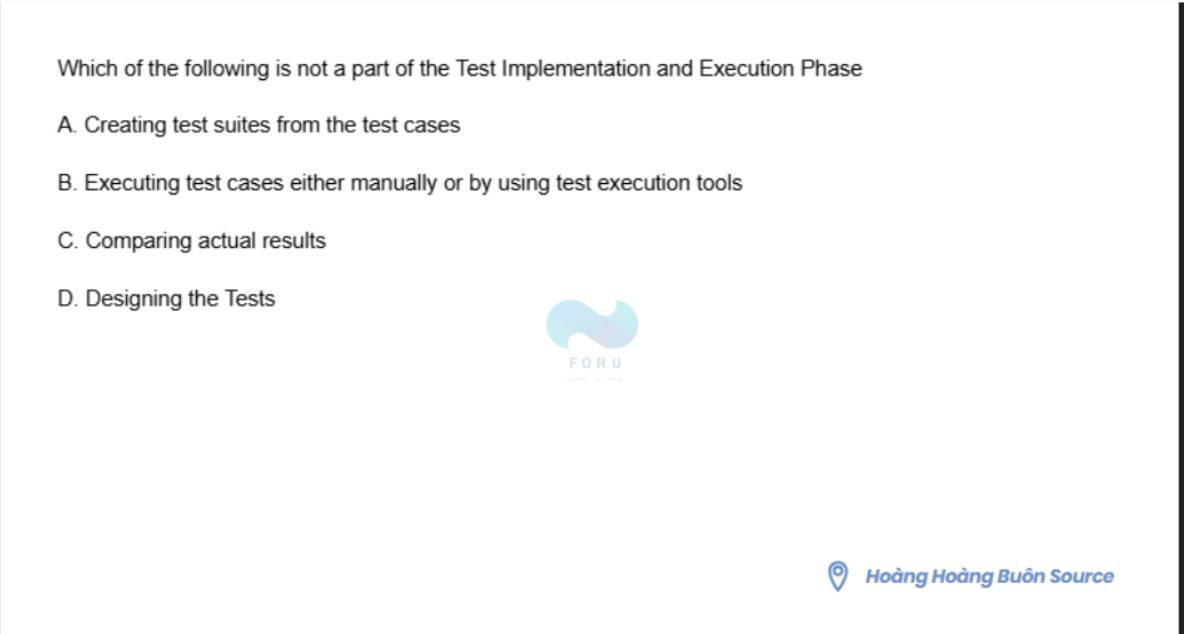 Which of the following is not a part of the Test Implementation and Execution Phase
A. Creating test suites from the test cases
B. Executing test cases either manually or by using test execution tools
C. Comparing actual results
D. Designing the Tests
FORU
Hoàng Hoàng Buôn Source